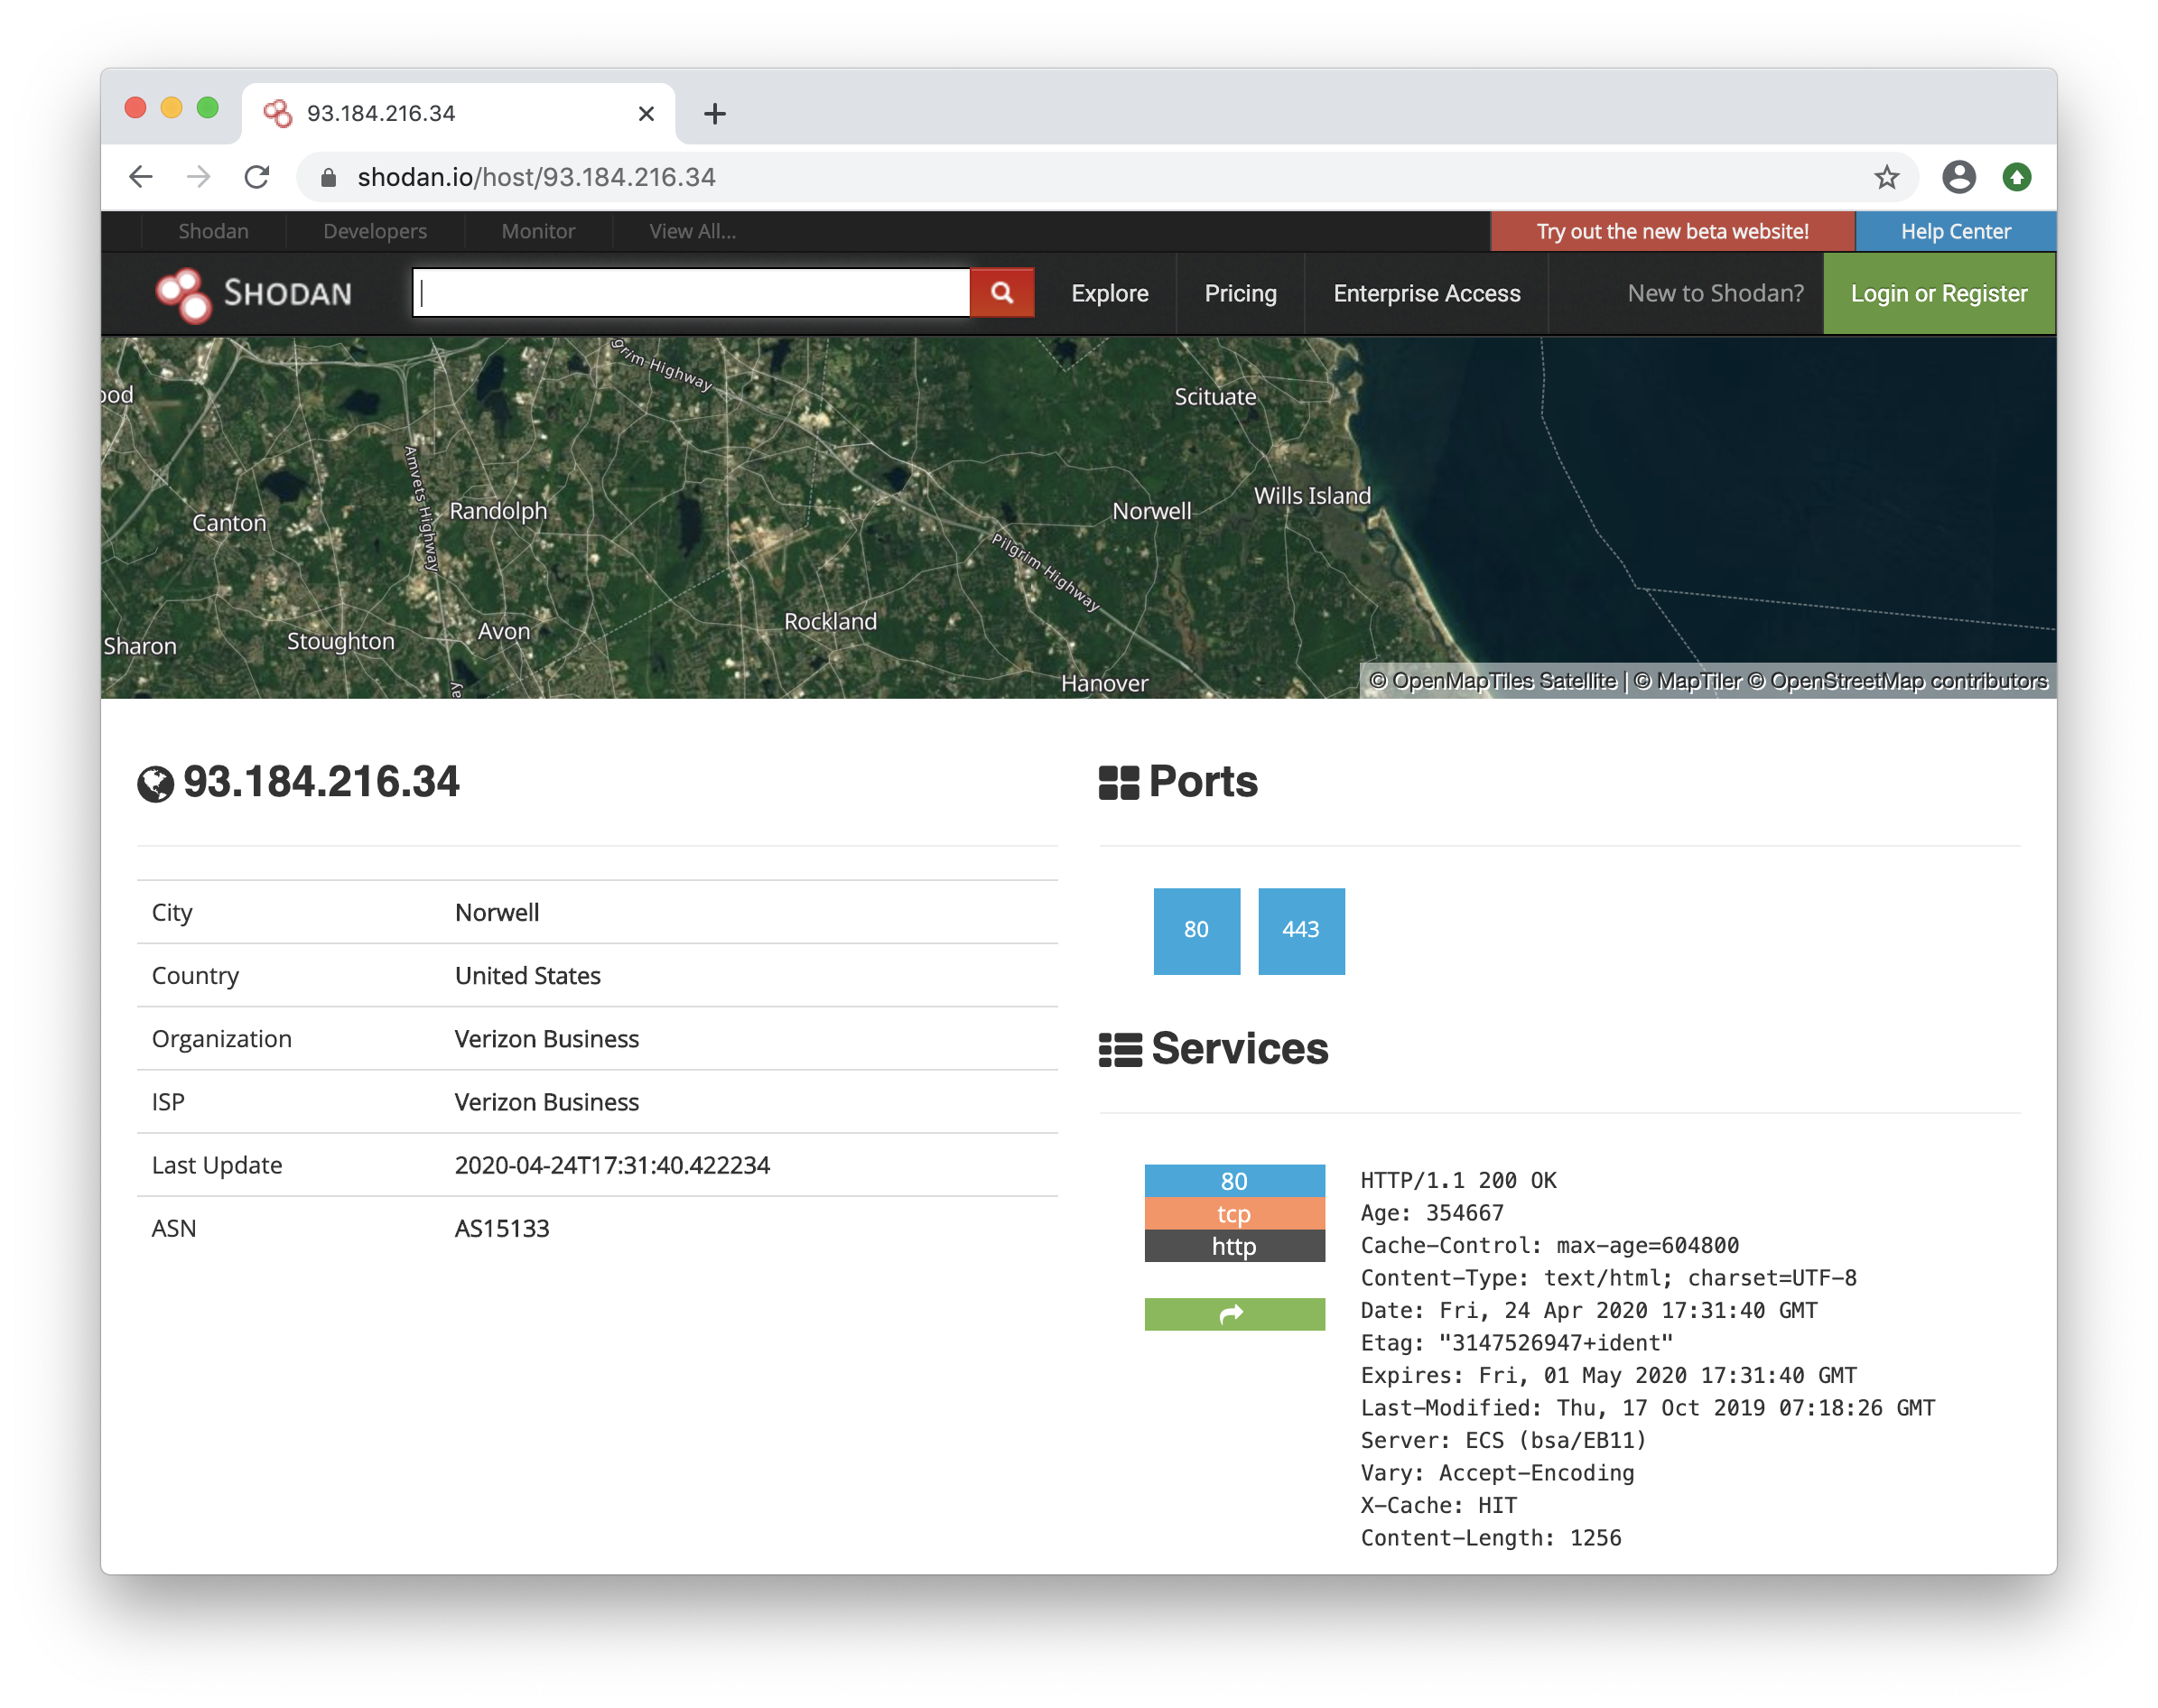 93.184.216.34
shodan.io/host/93.184.216.34
Shodan Developers Monitor View All... Try out the new beta website! Help Center
SHODAN Explore Pricing Enterprise Access New to Shodan? Login or Register
grim Highway
ood
Scituate
Amvets Highway
Wills Island
Randolph
Norwell
Canton
Pilgrim Highway
Rockland
Avon
Stoughton
Sharon
Hanover
ay
© OpenMapTiles Satellite | © MapTiler © OpenStreetMap contributors
93.184.216.34
City Norwell
Country United States
Organization Verizon Business
ISP Verizon Business
Last Update 2020-04-24T17:31:40.422234
ASN AS15133
Ports
80 443
Services
80
tcp
http
HTTP/1.1 200 OK
Age: 354667
Cache-Control: max-age=604800
Content-Type: text/html; charset=UTF-8
Date: Fri, 24 Apr 2020 17:31:40 GMT
Etag: "3147526947+ident"
Expires: Fri, 01 May 2020 17:31:40 GMT
Last-Modified: Thu, 17 Oct 2019 07:18:26 GMT
Server: ECS (bsa/EB11)
Vary: Accept-Encoding
X-Cache: HIT
Content-Length: 1256